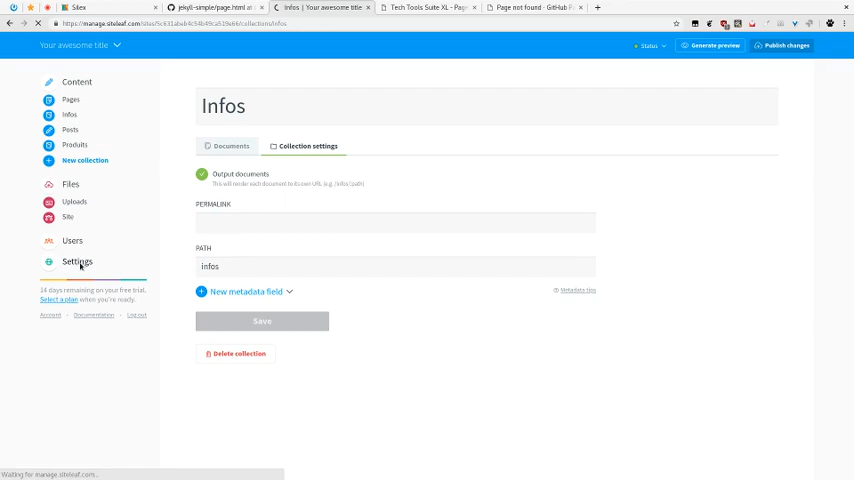 Silex
jekyll-simple/page.html at
Infos | Your awesome title
Tech Tools Suite XL - Page
Page not found · GitHub P
https://manage.siteleaf.com/sites/5c631abeb4c54b49ca519a66/collections/infos
Your awesome title
Status
Generate preview
Publish changes
Content
Pages
Infos
Posts
Produits
New collection
Files
Uploads
Site
Users
Settings
14 days remaining on your free trial.
Select a plan when you're ready.
Account · Documentation · Log out
Infos
Documents
Collection settings
Output documents
This will render each document to its own URL (e.g. /infos/path)
PERMALINK
PATH
infos
New metadata field
Metadata tips
Save
Delete collection
Waiting for manage.siteleaf.com...